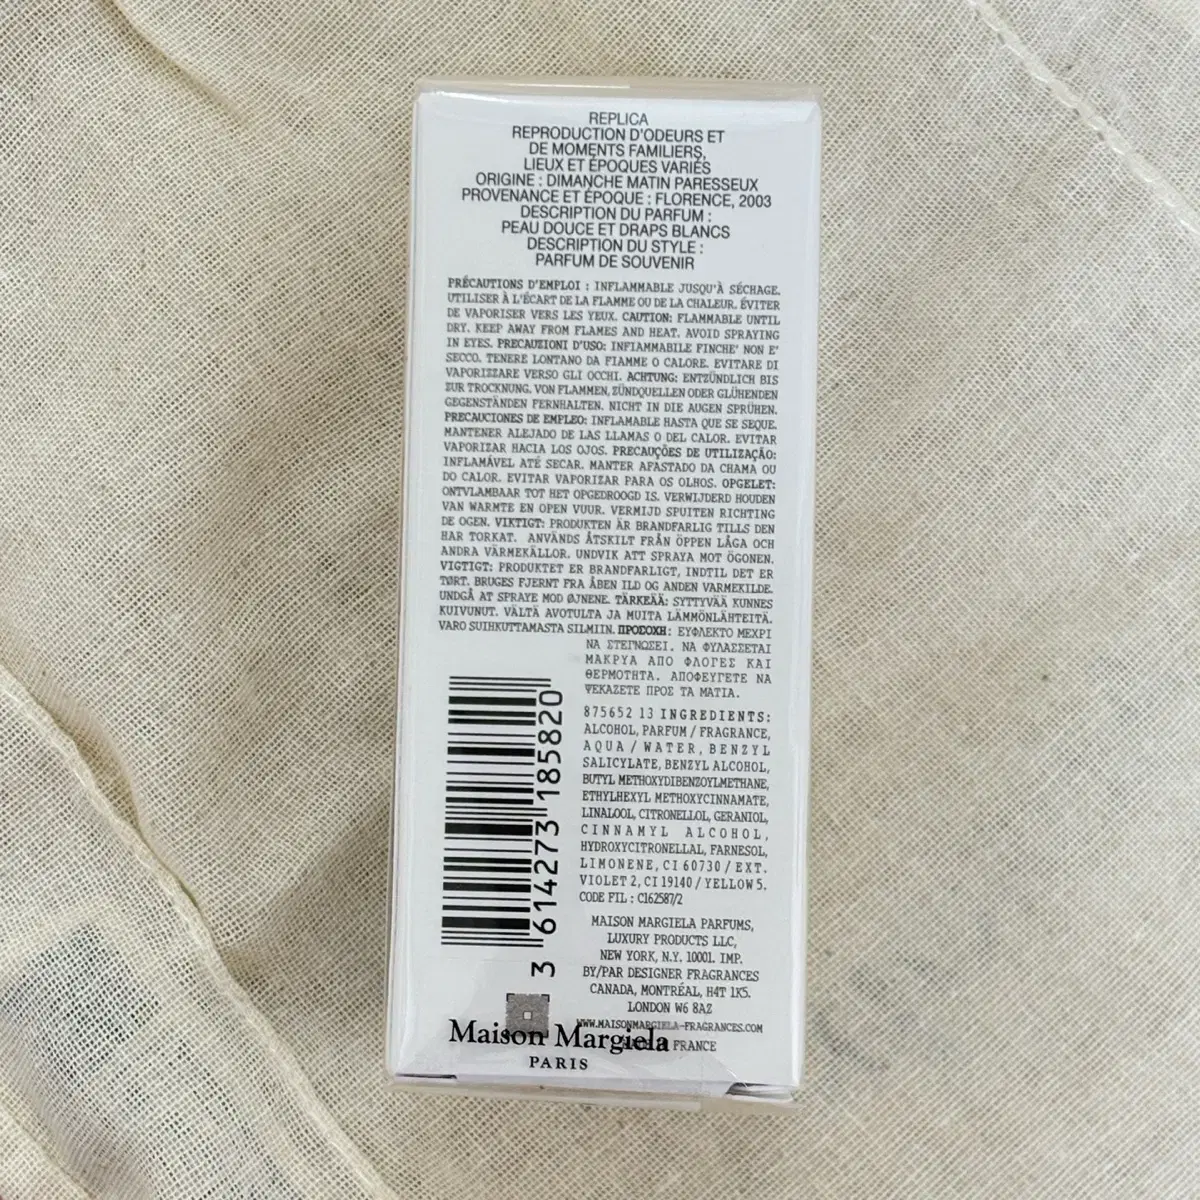 REPLICA
REPRODUCTION D'ODEURS ET
DE MOMENTS FAMILIERS,
LIEUX ET ÉPOQUES VARIÉS
ORIGINE : DIMANCHE MATIN PARESSEUX
PROVENANCE ET ÉPOQUE : FLORENCE, 2003
DESCRIPTION DU PARFUM :
PEAU DOUCE ET DRAPS BLANCS
DESCRIPTION DU STYLE :
PARFUM DE SOUVENIR
PRÉCAUTIONS D'EMPLOI : INFLAMMABLE JUSQU'À SÉCHAGE.
UTILISER À L'ÉCART DE LA FLAMME OU DE LA CHALEUR. ÉVITER
DE VAPORISER VERS LES YEUX. CAUTION: FLAMMABLE UNTIL
DRY. KEEP AWAY FROM FLAMES AND HEAT. AVOID SPRAYING
IN EYES. PRECAUZIONI D'USO: INFIAMMABILE FINCHE' NON E'
SECCO. TENERE LONTANO DA FIAMME O CALORE. EVITARE DI
VAPORIZZARE VERSO GLI OCCHI. ACHTUNG: ENTZÜNDLICH BIS
ZUR TROCKNUNG. VON FLAMMEN, ZÜNDQUELLEN ODER GLÜHENDEN
GEGENSTÄNDEN FERNHALTEN. NICHT IN DIE AUGEN SPRÜHEN.
PRECAUCIONES DE EMPLEO: INFLAMABLE HASTA QUE SE SEQUE.
MANTENER ALEJADO DE LAS LLAMAS O DEL CALOR. EVITAR
VAPORIZAR HACIA LOS OJOS. PRECAUÇÕES DE UTILIZAÇÃO:
INFLAMÁVEL ATÉ SECAR. MANTER AFASTADO DA CHAMA OU
DO CALOR. EVITAR VAPORIZAR PARA OS OLHOS. OPGELET:
ONTVLAMBAAR TOT HET OPGEDROOGD IS. VERWIJDERD HOUDEN
VAN WARMTE EN OPEN VUUR. VERMIJD SPUITEN RICHTING
DE OGEN. VIKTIGT: PRODUKTEN ÄR BRANDFARLIG TILLS DEN
HAR TORKAT. ANVÄNDS ÅTSKILT FRÅN ÖPPEN LÅGA OCH
ANDRA VÄRMEKÄLLOR. UNDVIK ATT SPRAYA MOT ÖGONEN.
VIGTIGT: PRODUKTET ER BRANDFARLIGT, INDTIL DET ER
TØRT. BRUGES FJERNT FRA ÅBEN ILD OG ANDEN VARMEKILDE.
UNDGÅ AT SPRAYE MOD ØJNENE. TÄRKEÄÄ: SYTTYVÄÄ KUNNES
KUIVUNUT. VÄLTÄ AVOTULTA JA MUITA LÄMMÖNLÄHTEITÄ.
VARO SUIHKUTTAMASTA SILMIIN. ΠΡΟΣΟΧΗ: ΕΥΦΛΕΚΤΟ ΜΕΧΡΙ
ΝΑ ΣΤΕΓΝΩΣΕΙ. ΝΑ ΦΥΛΑΣΣΕΤΑΙ
ΜΑΚΡΥΑ ΑΠΟ ΦΛΟΓΕΣ ΚΑΙ
ΘΕΡΜΟΤΗΤΑ. ΑΠΟΦΕΥΓΕΤΕ ΝΑ
ΨΕΚΑΖΕΤΕ ΠΡΟΣ ΤΑ ΜΑΤΙΑ.
875652 13 INGREDIENTS:
ALCOHOL, PARFUM / FRAGRANCE,
AQUA / WATER, BENZYL
SALICYLATE, BENZYL ALCOHOL,
BUTYL METHOXYDIBENZOYLMETHANE,
ETHYLHEXYL METHOXYCINNAMATE,
LINALOOL, CITRONELLOL, GERANIOL,
CINNAMYL ALCOHOL,
HYDROXYCITRONELLAL, FARNESOL,
LIMONENE, CI 60730 / EXT.
VIOLET 2, CI 19140 / YELLOW 5.
CODE FIL : C162587/2
3 614273 185820
MAISON MARGIELA PARFUMS,
LUXURY PRODUCTS LLC,
NEW YORK, N.Y. 10001. IMP.
BY/PAR DESIGNER FRAGRANCES
CANADA, MONTRÉAL, H4T 1K5.
LONDON W6 8AZ
WWW.MAISONMARGIELA-FRAGRANCES.COM
FRANCE
Maison Margiela
PARIS